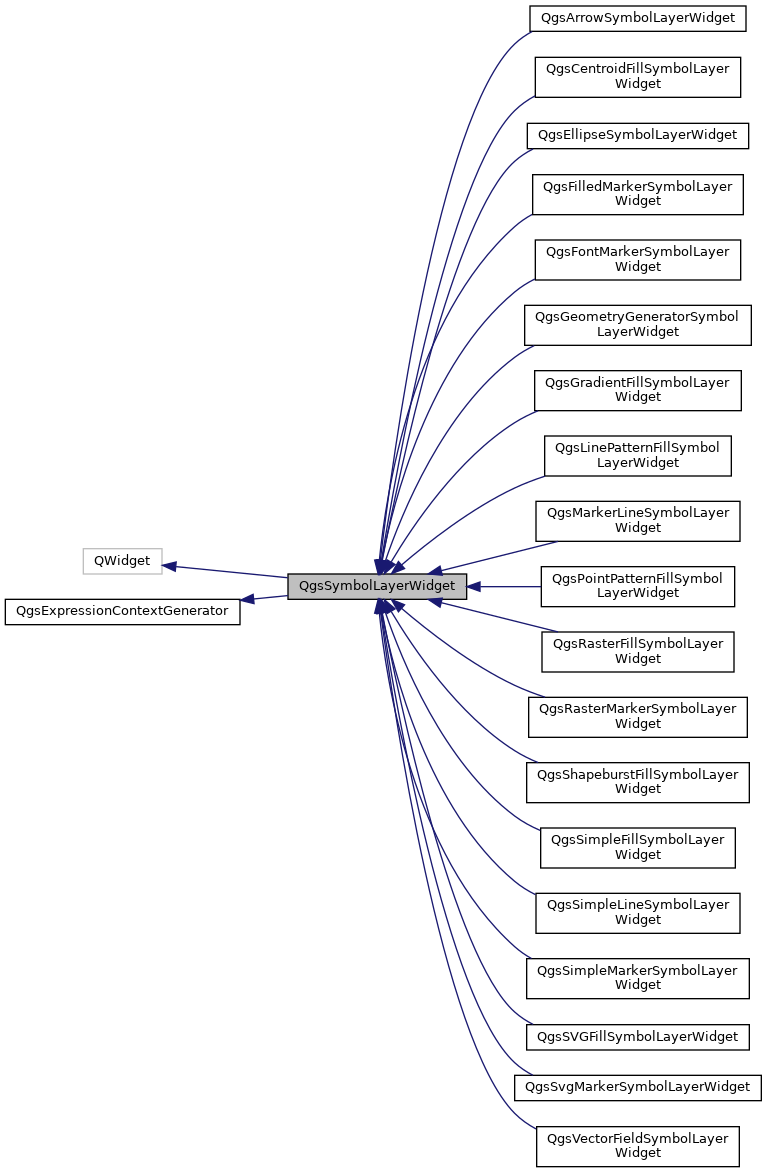 QgsArrowSymbolLayerWidget
QgsCentroidFillSymbolLayer
Widget
QgsEllipseSymbolLayerWidget
QgsFilledMarkerSymbolLayer
Widget
QgsFontMarkerSymbolLayer
Widget
QgsGeometryGeneratorSymbol
LayerWidget
QgsGradientFillSymbolLayer
Widget
QgsLinePatternFillSymbol
LayerWidget
QgsMarkerLineSymbolLayer
Widget
QWidget
QgsSymbolLayerWidget
QgsExpressionContextGenerator
QgsPointPatternFillSymbol
LayerWidget
QgsRasterFillSymbolLayer
Widget
QgsRasterMarkerSymbolLayer
Widget
QgsShapeburstFillSymbolLayer
Widget
QgsSimpleFillSymbolLayer
Widget
QgsSimpleLineSymbolLayer
Widget
QgsSimpleMarkerSymbolLayer
Widget
QgsSVGFillSymbolLayerWidget
QgsSvgMarkerSymbolLayerWidget
QgsVectorFieldSymbolLayer
Widget